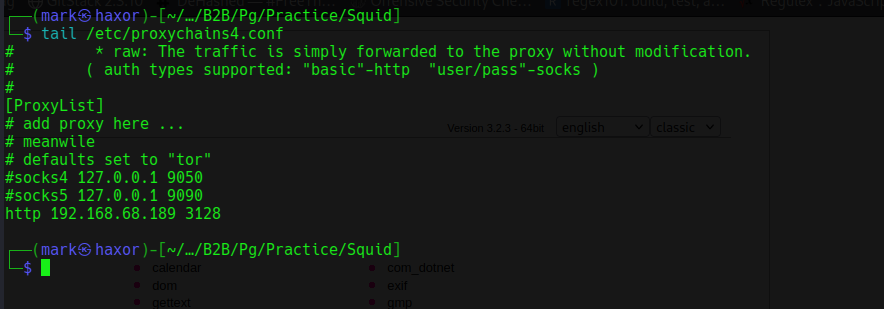 ┌──(mark㉿haxor)-[~/…/B2B/Pg/Practice/Squid]
└─$ tail /etc/proxychains4.conf
#         * raw: The traffic is simply forwarded to the proxy without modification.
#        ( auth types supported: "basic"-http  "user/pass"-socks )
#
[ProxyList]
# add proxy here ...
# meanwile
# defaults set to "tor"
#socks4 127.0.0.1 9050
#socks5 127.0.0.1 9090
http 192.168.68.189 3128
Version 3.2.3 - 64bit english classic
┌──(mark㉿haxor)-[~/…/B2B/Pg/Practice/Squid]
└─$
calendar com_dotnet
dom exif
gettext gmp